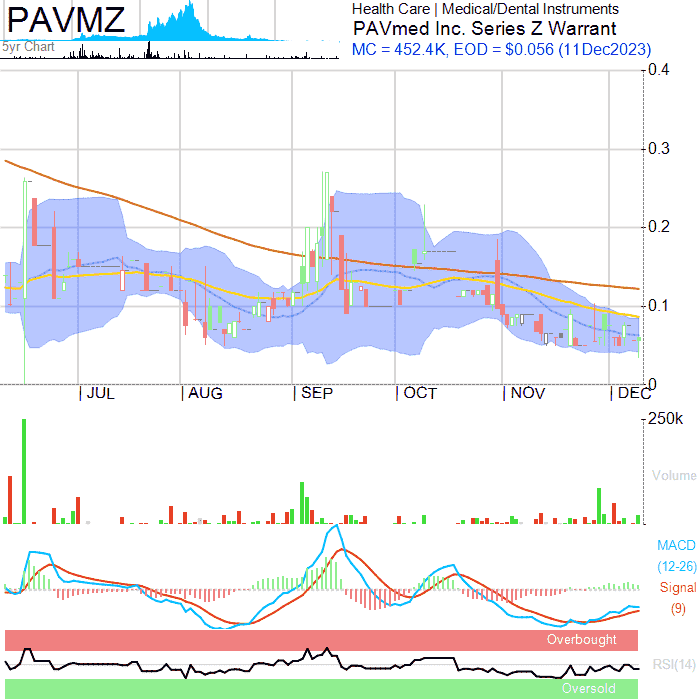 PAVMZ
5yr Chart
Health Care | Medical/Dental Instruments
PAVmed Inc. Series Z Warrant
MC = 452.4K, EOD = $0.056 (11Dec2023)
0.4
0.3
0.2
0.1
0
JUL
AUG
SEP
OCT
NOV
DEC
250k
Volume
MACD
(12-26)
Signal
(9)
Overbought
RSI(14)
Oversold